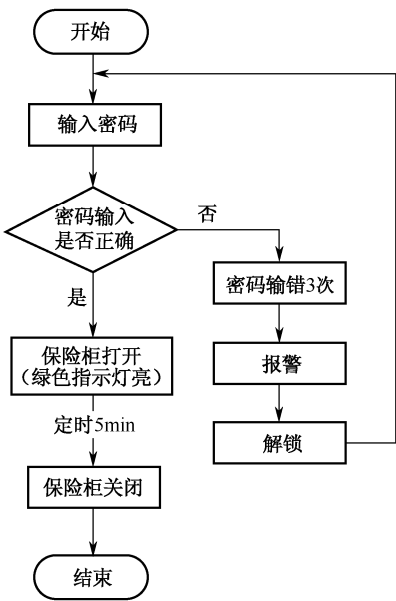 开始
输入密码
密码输入
是否正确
否
是
密码输错3次
保险柜打开
（绿色指示灯亮）
报警
定时5min
解锁
保险柜关闭
结束